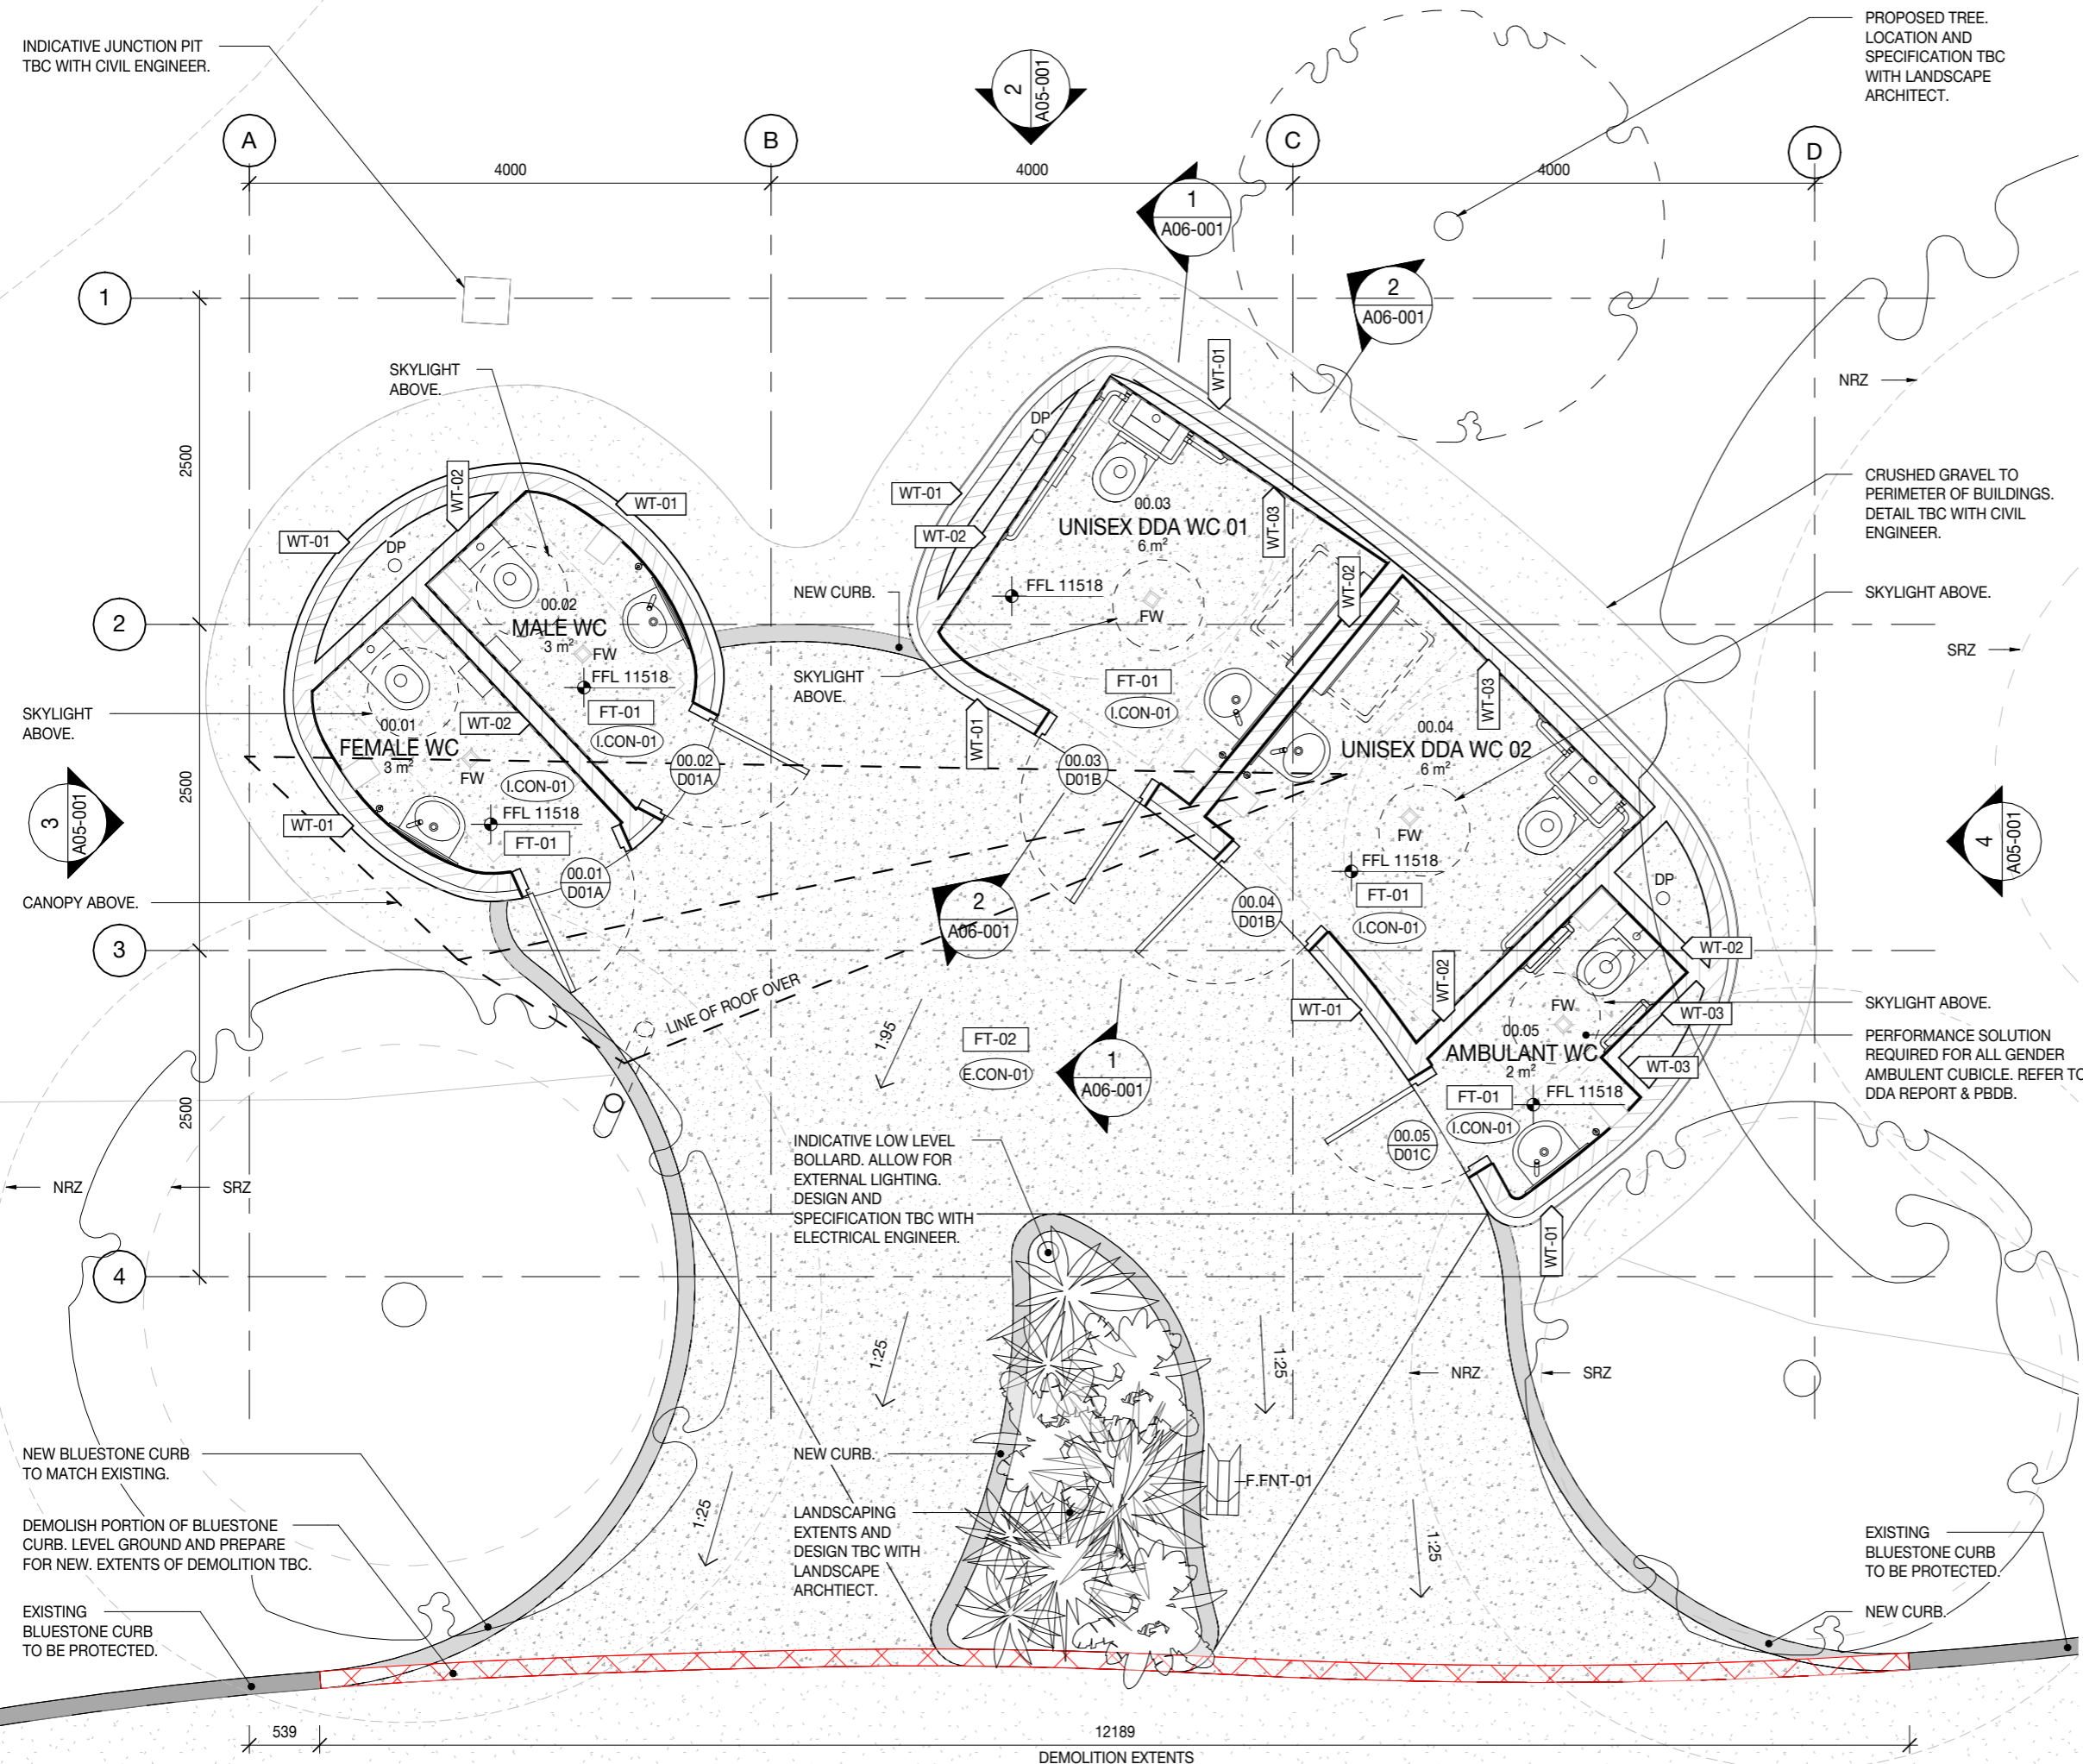 INDICATIVE JUNCTION PIT
TBC WITH CIVIL ENGINEER.
2
A05-001
PROPOSED TREE.
LOCATION AND
SPECIFICATION TBC
WITH LANDSCAPE
ARCHITECT.
A
B
C
D
4000
4000
4000
1
A06-001
2
A06-001
1
SKYLIGHT
ABOVE.
NRZ
2500
WT-01
DP
WT-02
WT-01
WT-01
DP
WT-01
WT-02
00.03
UNISEX DDA WC 01
6 m²
WT-03
CRUSHED GRAVEL TO
PERIMETER OF BUILDINGS.
DETAIL TBC WITH CIVIL
ENGINEER.
WT-02
NEW CURB.
FFL 11518
FW
SKYLIGHT ABOVE.
2
00.02
MALE WC
3 m²
FW
FFL 11518
FT-01
I.CON-01
SRZ
SKYLIGHT
ABOVE.
FT-01
I.CON-01
WT-03
SKYLIGHT
ABOVE.
00.01
FEMALE WC
3 m²
WT-02
FW
I.CON-01
FFL 11518
FT-01
WT-01
00.04
UNISEX DDA WC 02
6 m²
2500
00.02
D01A
00.03
D01B
WT-01
3
A05-001
4
A05-001
FW
FFL 11518
FT-01
I.CON-01
DP
00.01
D01A
CANOPY ABOVE.
2
A06-001
00.04
D01B
3
WT-02
WT-02
LINE OF ROOF OVER
WT-01
FW
SKYLIGHT ABOVE.
WT-03
1:95
FT-02
E.CON-01
1
A06-001
00.05
AMBULANT WC
2 m²
WT-03
PERFORMANCE SOLUTION
REQUIRED FOR ALL GENDER
AMBULENT CUBICLE. REFER TO
DDA REPORT & PBDB.
2500
FT-01
FFL 11518
I.CON-01
00.05
D01C
INDICATIVE LOW LEVEL
BOLLARD. ALLOW FOR
EXTERNAL LIGHTING.
DESIGN AND
SPECIFICATION TBC WITH
ELECTRICAL ENGINEER.
NRZ
SRZ
WT-01
4
1:25
1:25
NRZ
SRZ
NEW BLUESTONE CURB
TO MATCH EXISTING.
NEW CURB.
F.FNT-01
1:25
1:25
DEMOLISH PORTION OF BLUESTONE
CURB. LEVEL GROUND AND PREPARE
FOR NEW. EXTENTS OF DEMOLITION TBC.
LANDSCAPING
EXTENTS AND
DESIGN TBC WITH
LANDSCAPE
ARCHTIECT.
EXISTING
BLUESTONE CURB
TO BE PROTECTED.
EXISTING
BLUESTONE CURB
TO BE PROTECTED.
NEW CURB.
539
12189
DEMOLITION EXTENTS